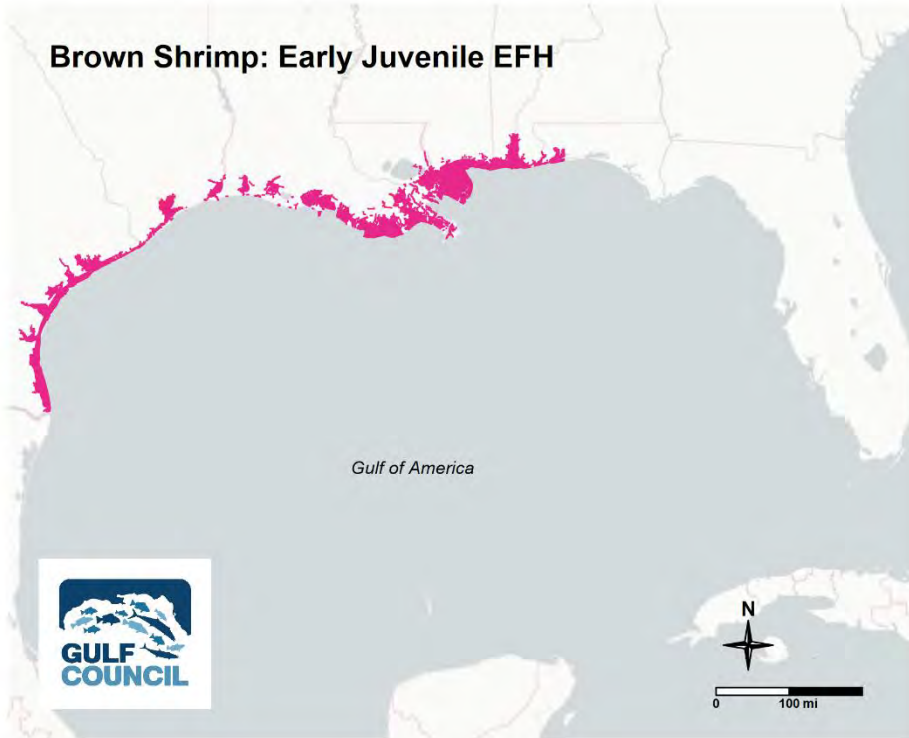 Brown Shrimp: Early Juvenile EFH
Gulf of America
GULF
COUNCIL
N
0 100 mi